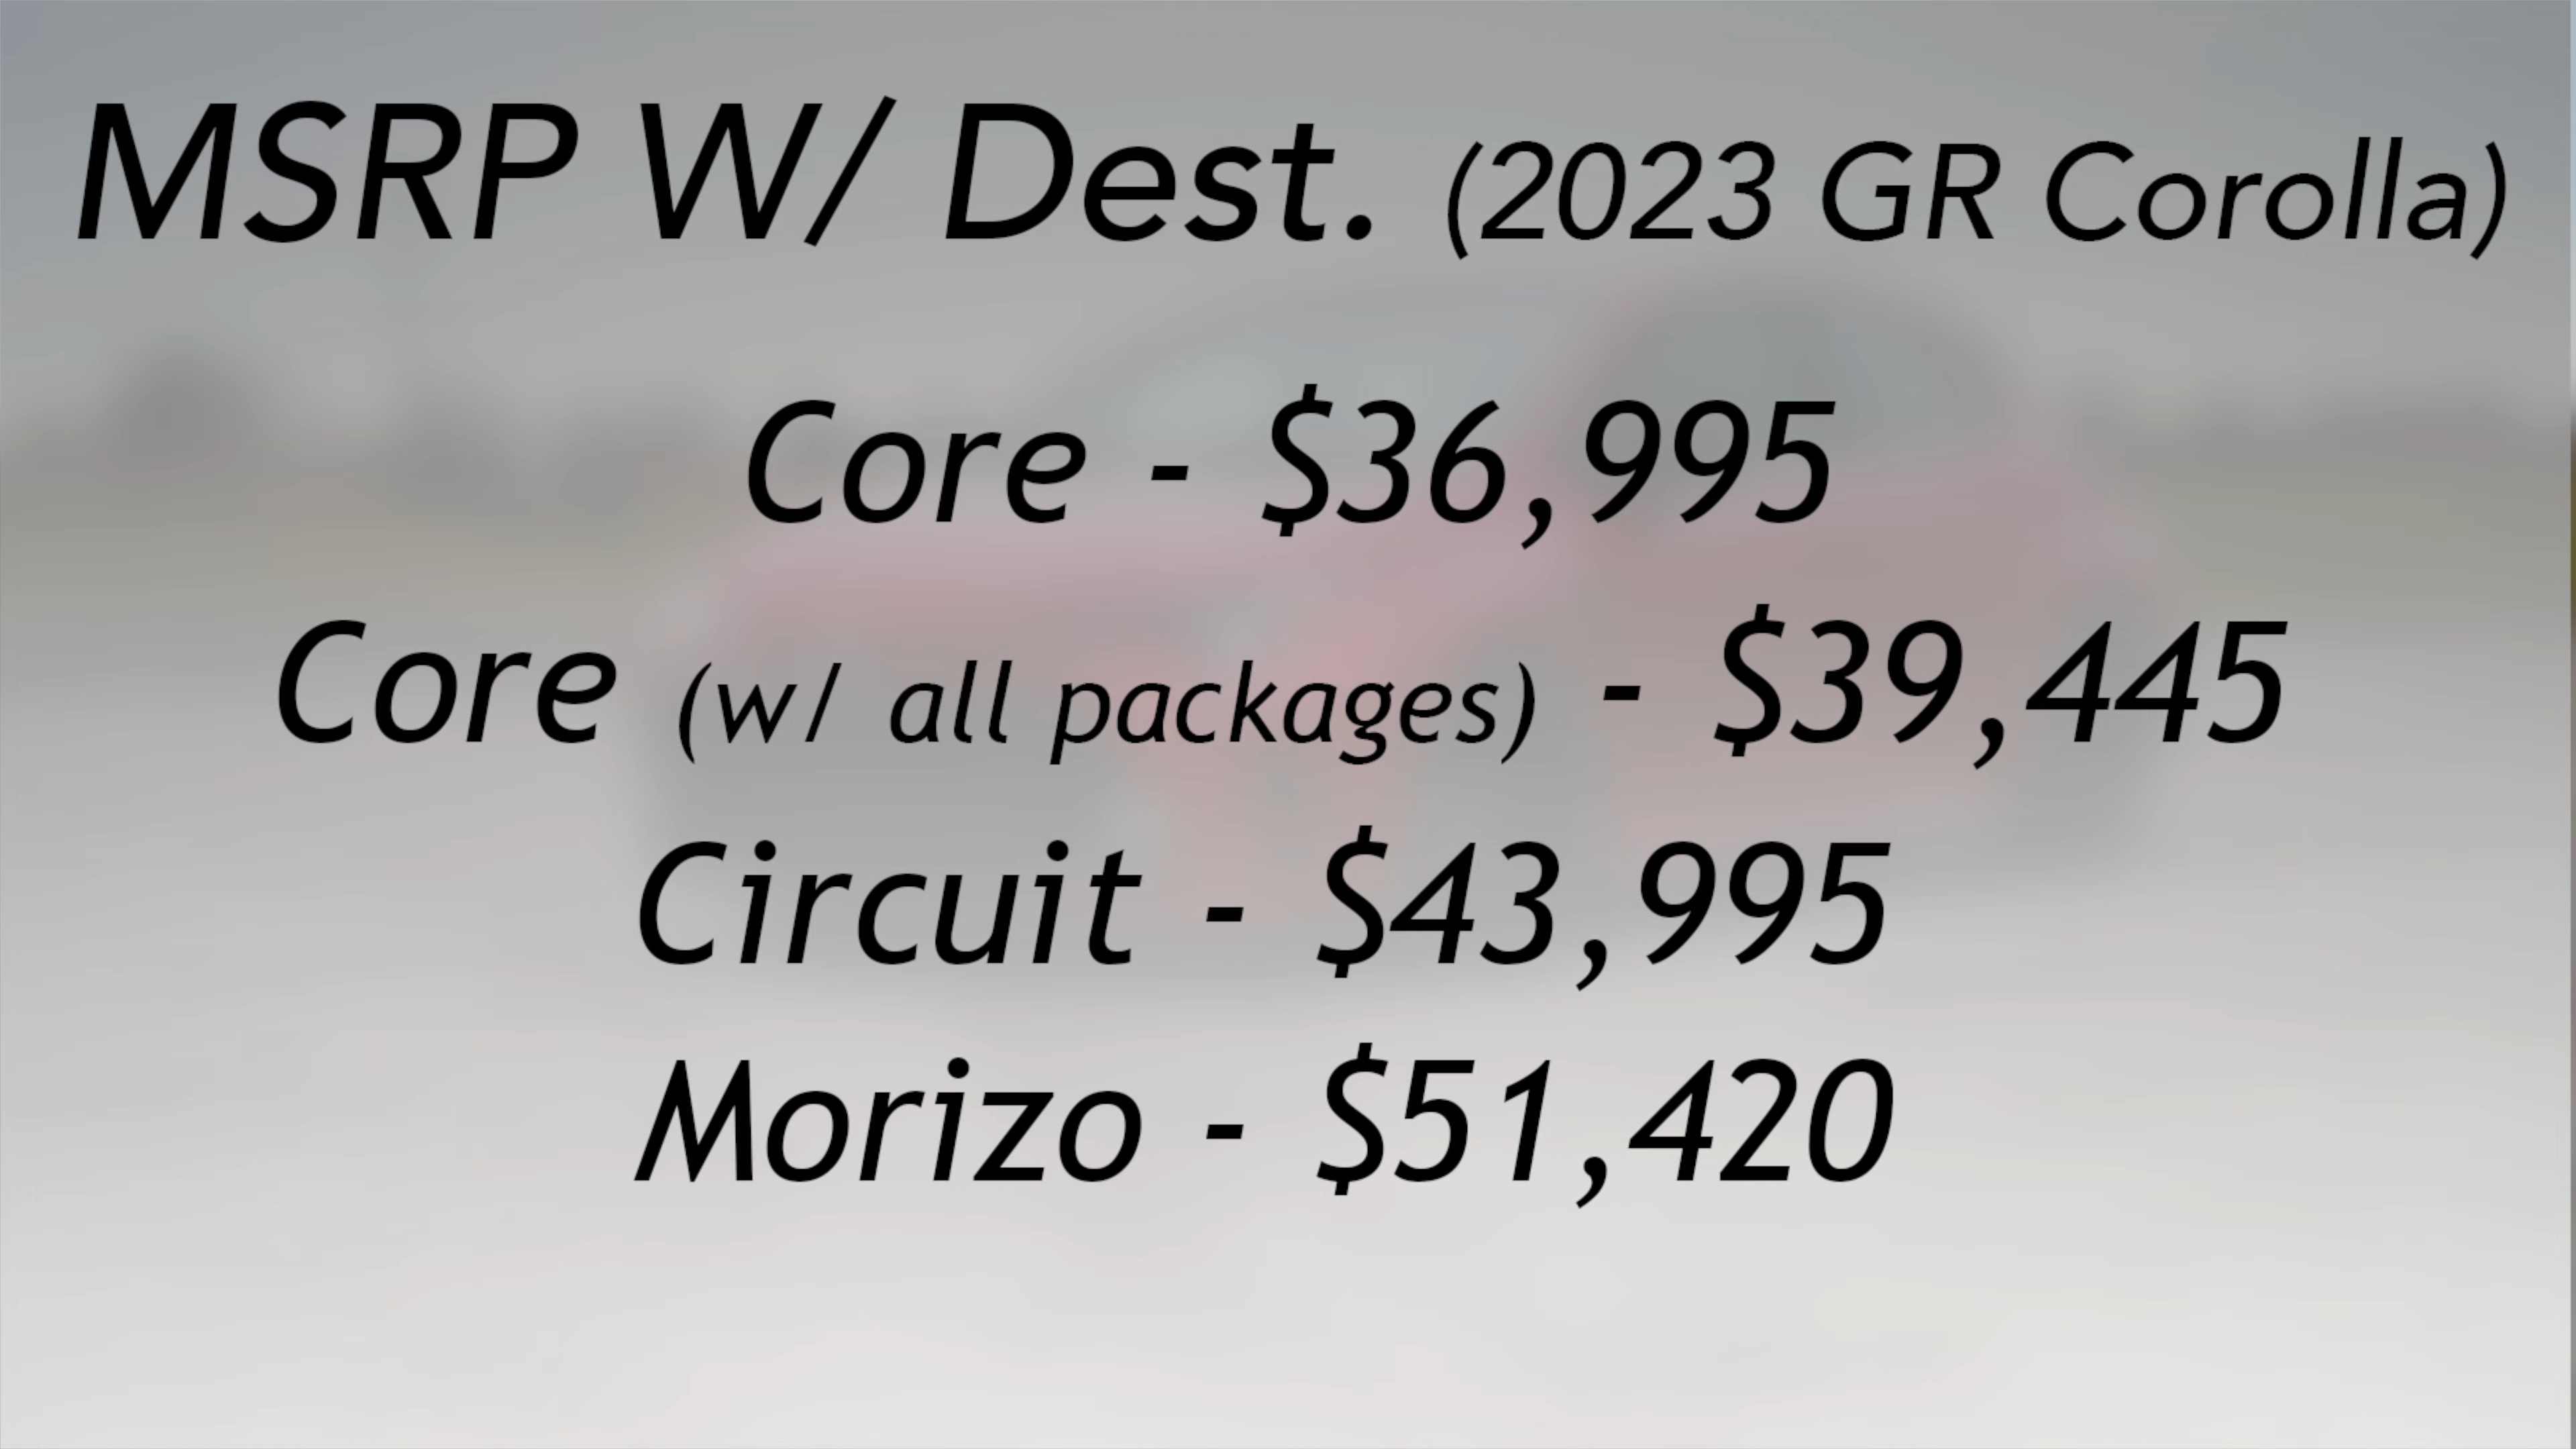 MSRP W/ Dest. (2023 GR Corolla)
Core - $36,995
Core (w/ all packages) - $39,445
Circuit - $43,995
Morizo - $51,420